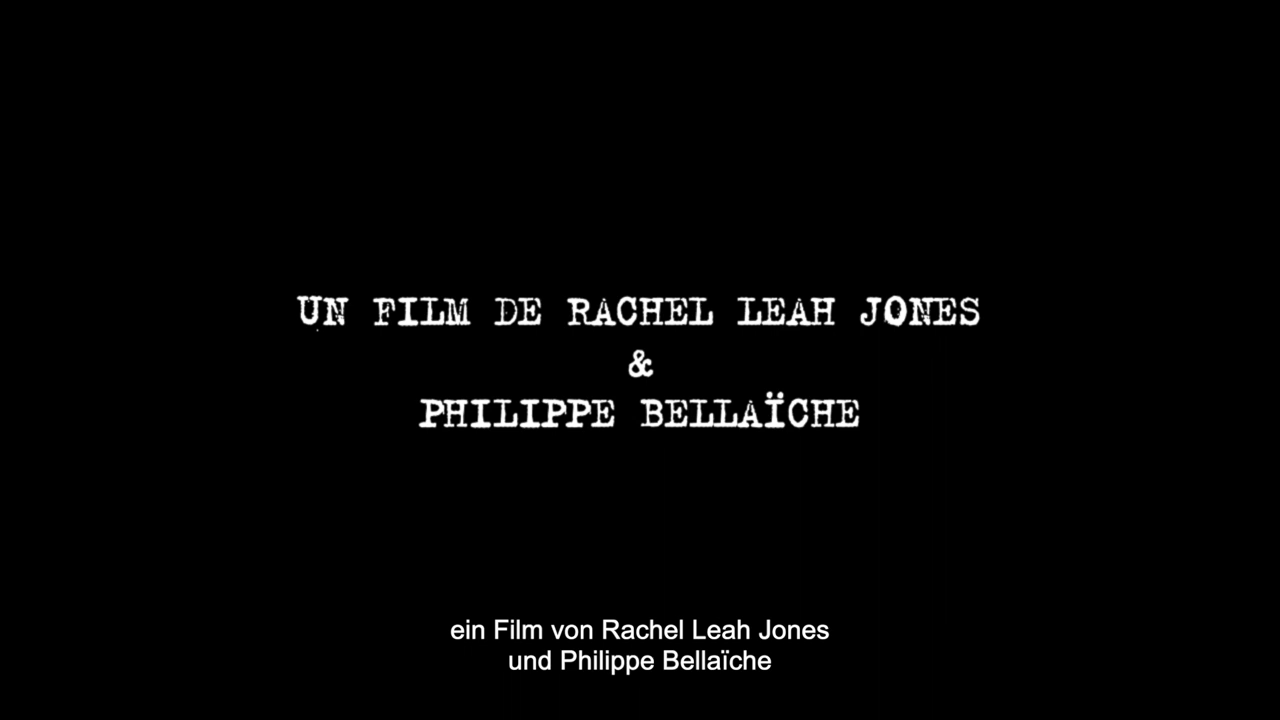 UN FILM DE RACHEL LEAH JONES
&
PHILIPPE BELLAÏCHE
ein Film von Rachel Leah Jones
und Philippe Bellaïche